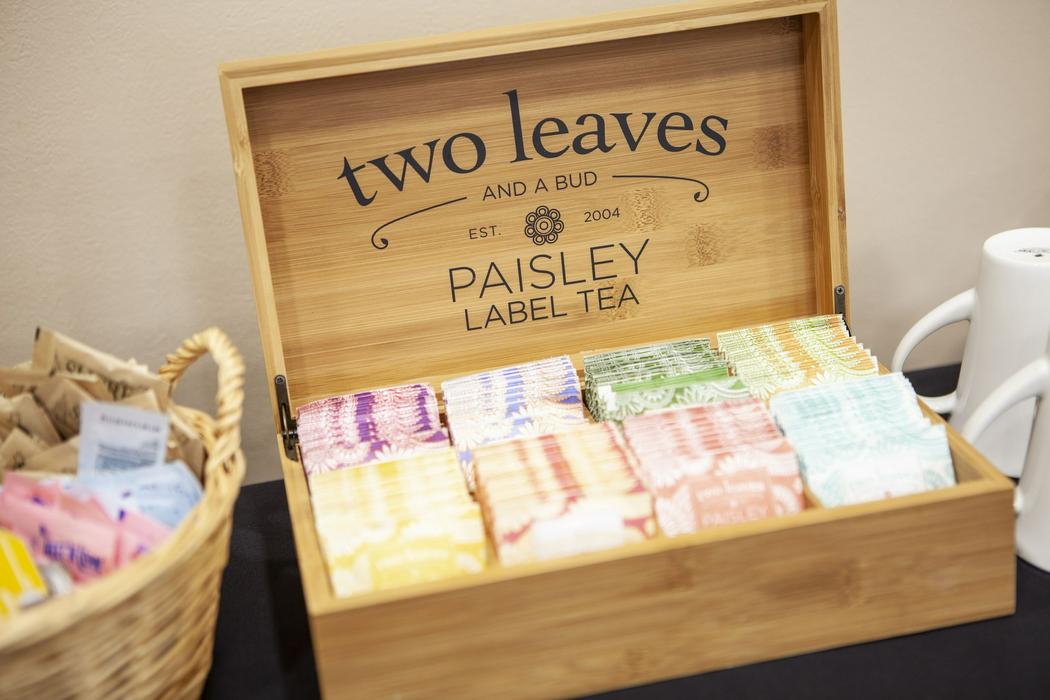 two leaves
AND A BUD
EST. 2004
PAISLEY
LABEL TEA
two leaves
PAISLEY